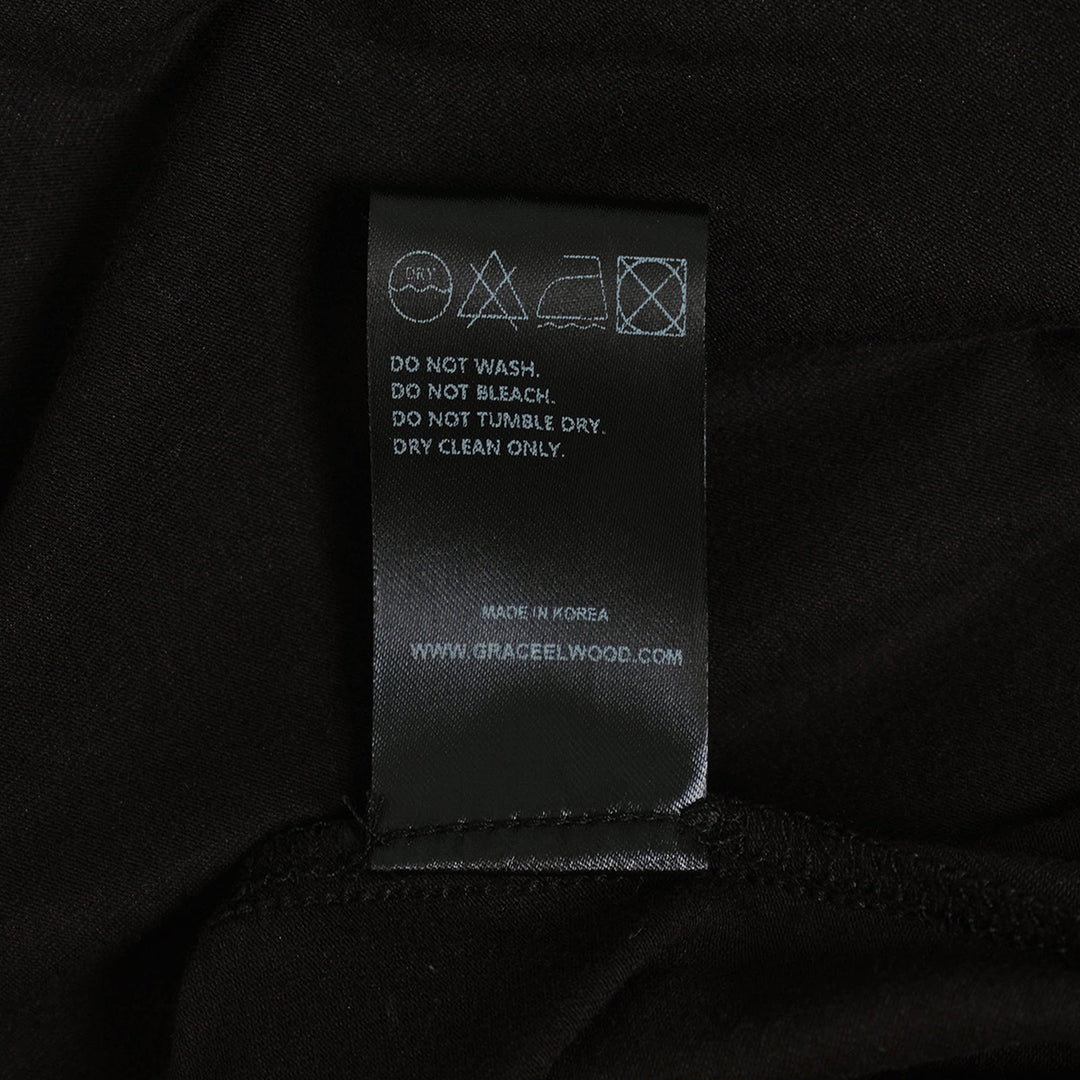 DRY
DO NOT WASH.
DO NOT BLEACH.
DO NOT TUMBLE DRY.
DRY CLEAN ONLY.
MADE IN KOREA
WWW.GRACEELWOOD.COM